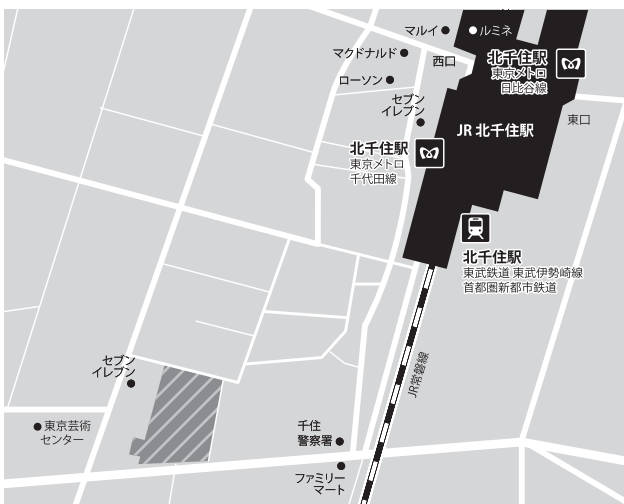 マルイ
ルミネ
マクドナルド
西口
北千住駅
東京メトロ
日比谷線
ローソン
セブン
イレブン
JR 北千住駅
東口
北千住駅
東京メトロ
千代田線
北千住駅
東武鉄道 東武伊勢崎線
首都圏新都市鉄道
JR常磐線
セブン
イレブン
東京芸術
センター
千住
警察署
ファミリー
マート